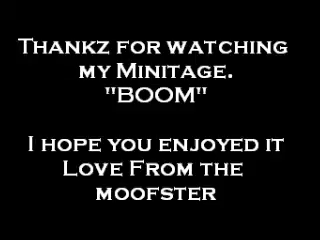 Thankz for watching
my Minitage.
"BOOM"
I hope you enjoyed it
Love From the
moofster